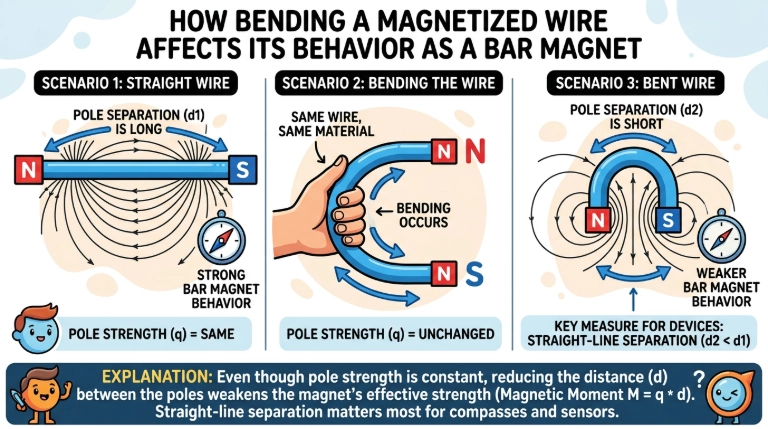 HOW BENDING A MAGNETIZED WIRE
AFFECTS ITS BEHAVIOR AS A BAR MAGNET
SCENARIO 1: STRAIGHT WIRE
POLE SEPARATION (d1)
IS LONG
N
S
STRONG
BAR MAGNET
BEHAVIOR
POLE STRENGTH (q) = SAME
SCENARIO 2: BENDING THE WIRE
SAME WIRE,
SAME MATERIAL
N N
BENDING
OCCURS
N S
POLE STRENGTH (q) = UNCHANGED
SCENARIO 3: BENT WIRE
POLE SEPARATION (d2)
IS SHORT
N
S
WEAKER
BAR MAGNET
BEHAVIOR
KEY MEASURE FOR DEVICES:
STRAIGHT-LINE SEPARATION (d2 < d1)
EXPLANATION: Even though pole strength is constant, reducing the distance (d)
between the poles weakens the magnet's effective strength (Magnetic Moment M = q * d).
Straight-line separation matters most for compasses and sensors.
?